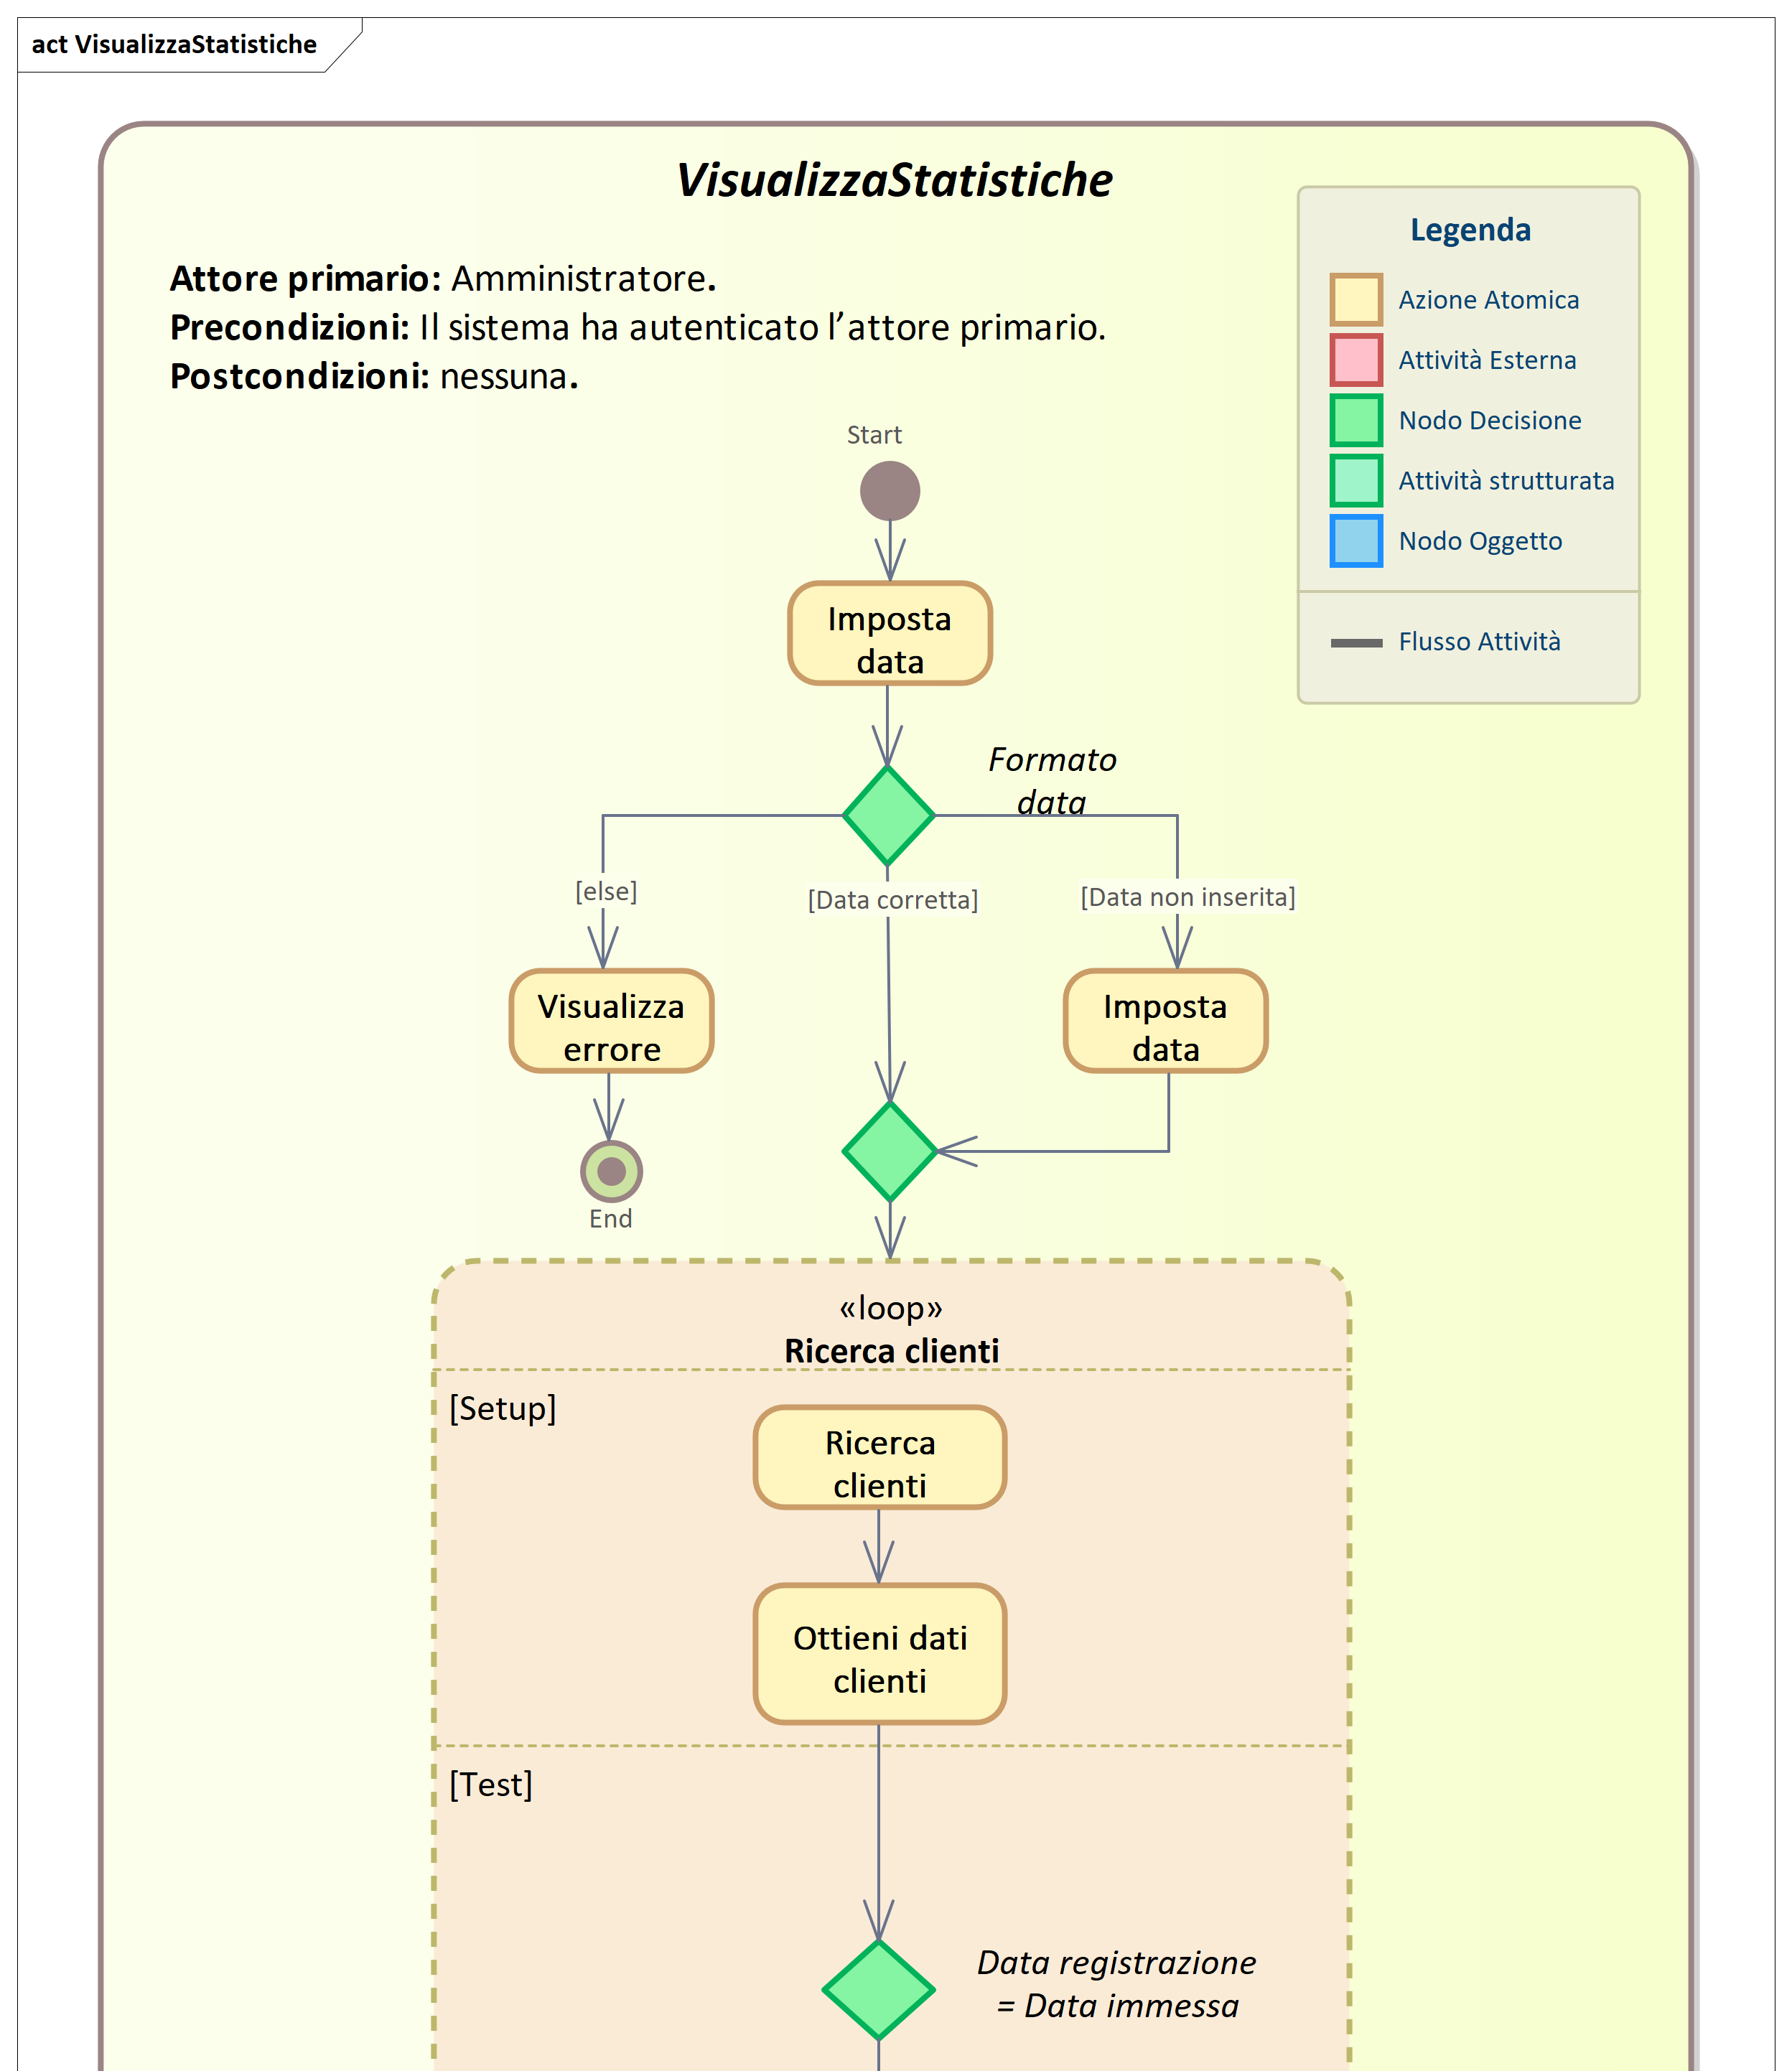 act VisualizzaStatistiche
VisualizzaStatistiche
Attore primario: Amministratore.
Precondizioni: Il sistema ha autenticato l’attore primario.
Postcondizioni: nessuna.
Legenda
Azione Atomica
Attività Esterna
Nodo Decisione
Attività strutturata
Nodo Oggetto
Flusso Attività
Start
Imposta
data
Formato
data
[else]
[Data corretta]
[Data non inserita]
Visualizza
errore
Imposta
data
End
«loop»
Ricerca clienti
[Setup]
Ricerca
clienti
Ottieni dati
clienti
[Test]
Data registrazione
= Data immessa